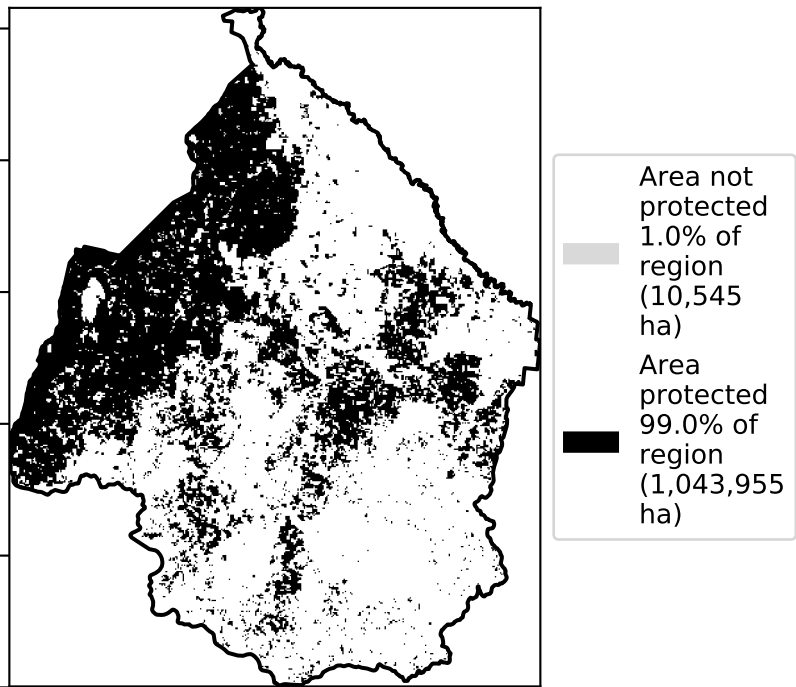 Area not
protected
1.0% of
region
(10,545
ha)
Area
protected
99.0% of
region
(1,043,955
ha)